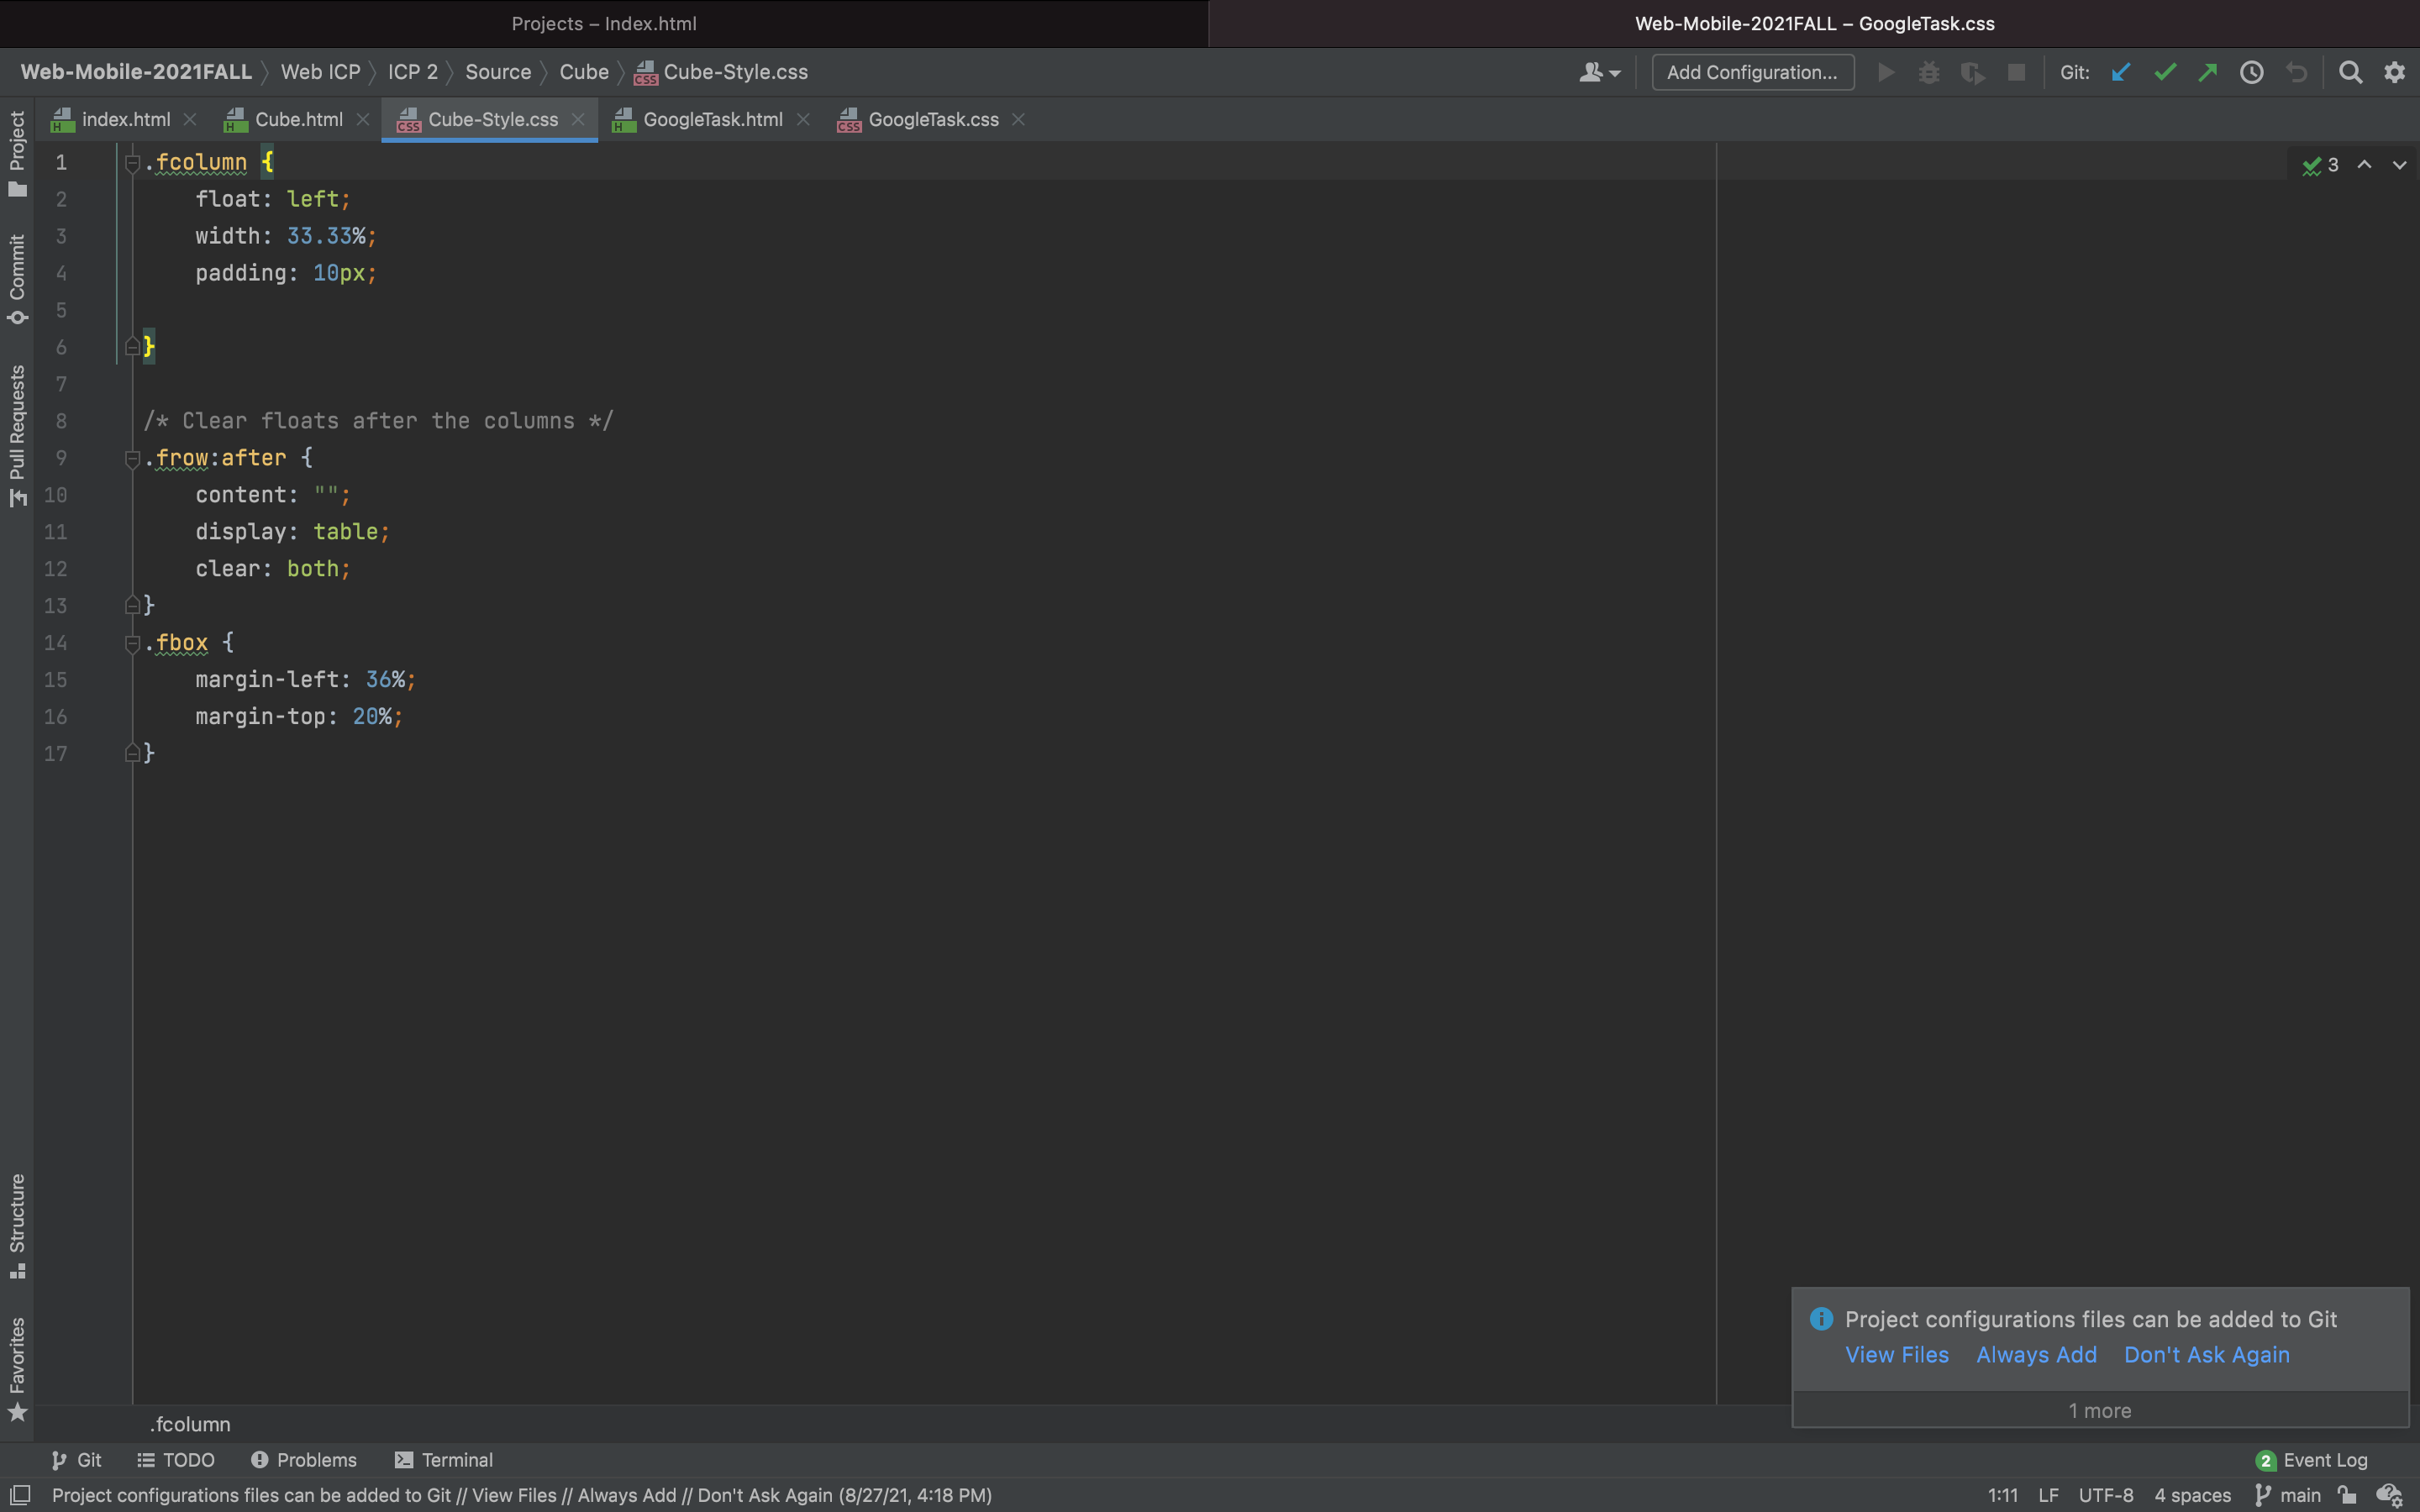 Projects – Index.html
Web-Mobile-2021FALL – GoogleTask.css
Web-Mobile-2021FALL Web ICP ICP 2 Source Cube Cube-Style.css
Add Configuration...
Git:
index.html
Cube.html
Cube-Style.css
GoogleTask.html
GoogleTask.css
Project
Commit
Pull Requests
Structure
Favorites
3
1 .fcolumn {
2 float: left;
3 width: 33.33%;
4 padding: 10px;
5
6 }
7
8 /* Clear floats after the columns */
9 .frow:after {
10 content: "";
11 display: table;
12 clear: both;
13 }
14 .fbox {
15 margin-left: 36%;
16 margin-top: 20%;
17 }
Project configurations files can be added to Git
View Files Always Add Don't Ask Again
1 more
.fcolumn
Git TODO Problems Terminal
2 Event Log
Project configurations files can be added to Git // View Files // Always Add // Don't Ask Again (8/27/21, 4:18 PM)
1:11 LF UTF-8 4 spaces main